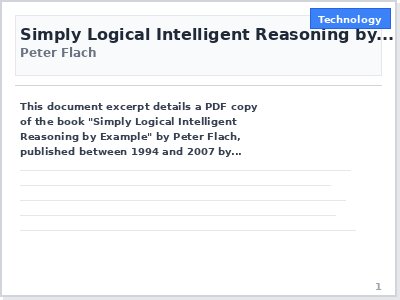 Technology
Simply Logical Intelligent Reasoning by...
Peter Flach
This document excerpt details a PDF copy
of the book "Simply Logical Intelligent
Reasoning by Example" by Peter Flach,
published between 1994 and 2007 by...
1